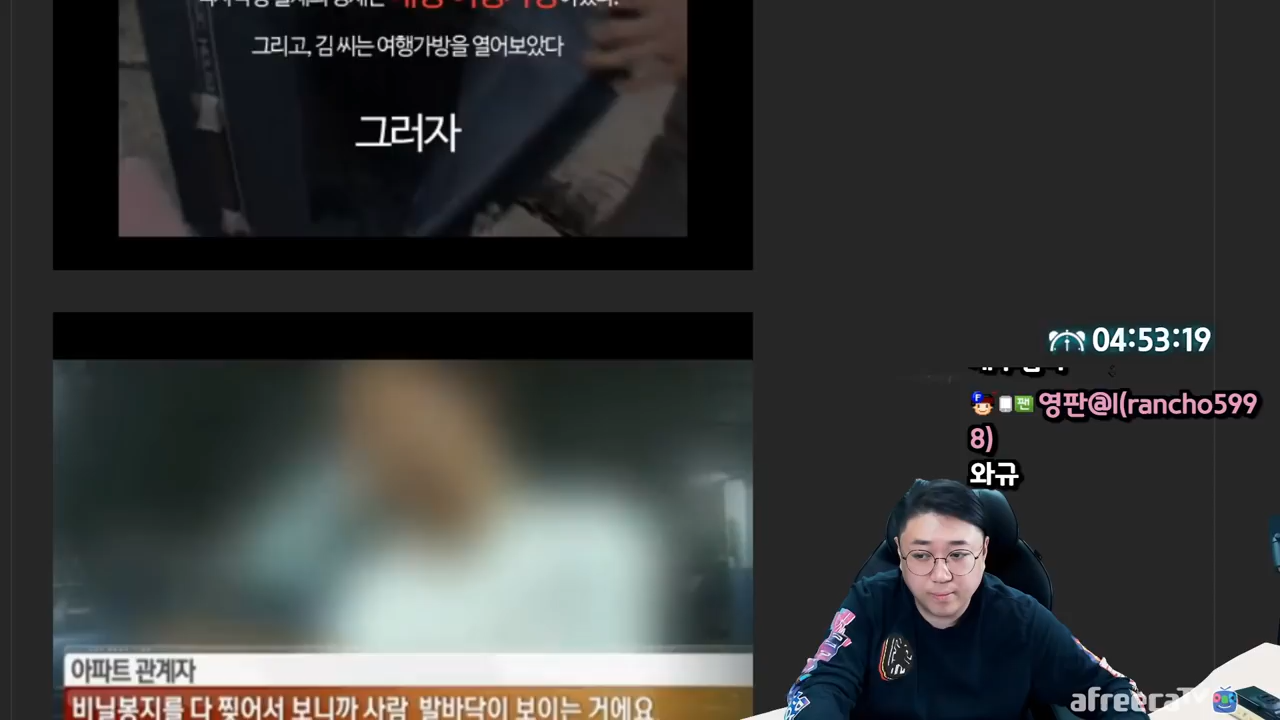 그리고, 김 씨는 여행가방을 열어보았다
그러자
04:53:19
영판@!(rancho599
8)
와규
아파트 관계자
비닐봉지를 다 찢어서 보니까 사람 발바닥이 보이는 거에요
afreecaTV